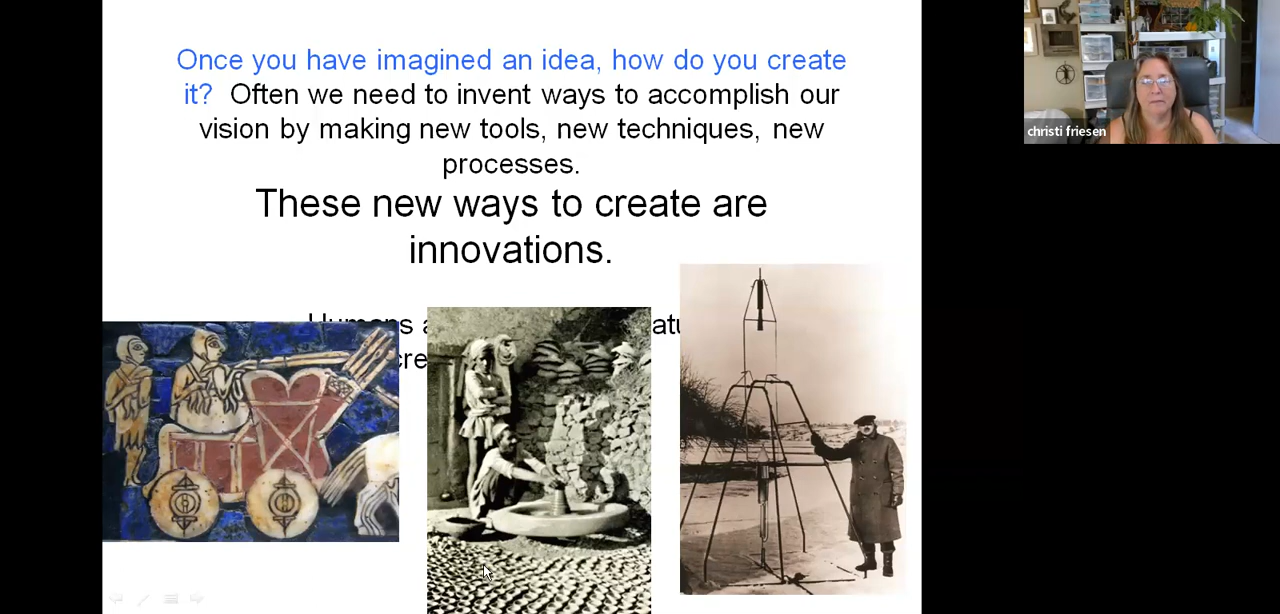 Once you have imagined an idea, how do you create
it? Often we need to invent ways to accomplish our
vision by making new tools, new techniques, new
processes.
These new ways to create are
innovations.
Humans
christi friesen